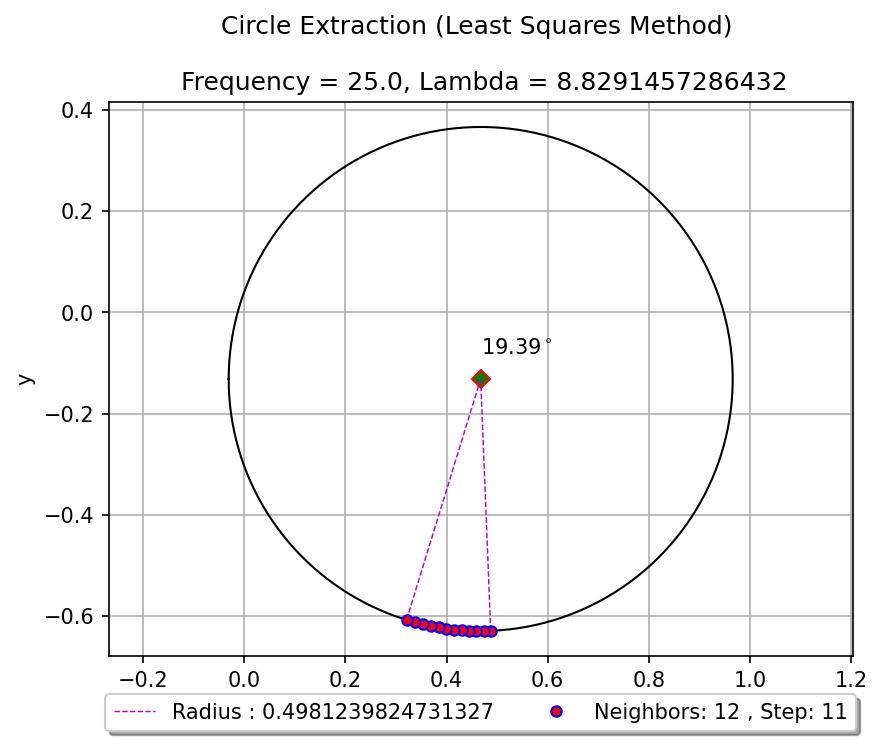 Circle Extraction (Least Squares Method)
Frequency = 25.0, Lambda = 8.8291457286432
0.4
0.2
0.0
−0.2
−0.4
−0.6
y
19.39°
−0.2 0.0 0.2 0.4 0.6 0.8 1.0 1.2
Radius : 0.4981239824731327 Neighbors: 12 , Step: 11